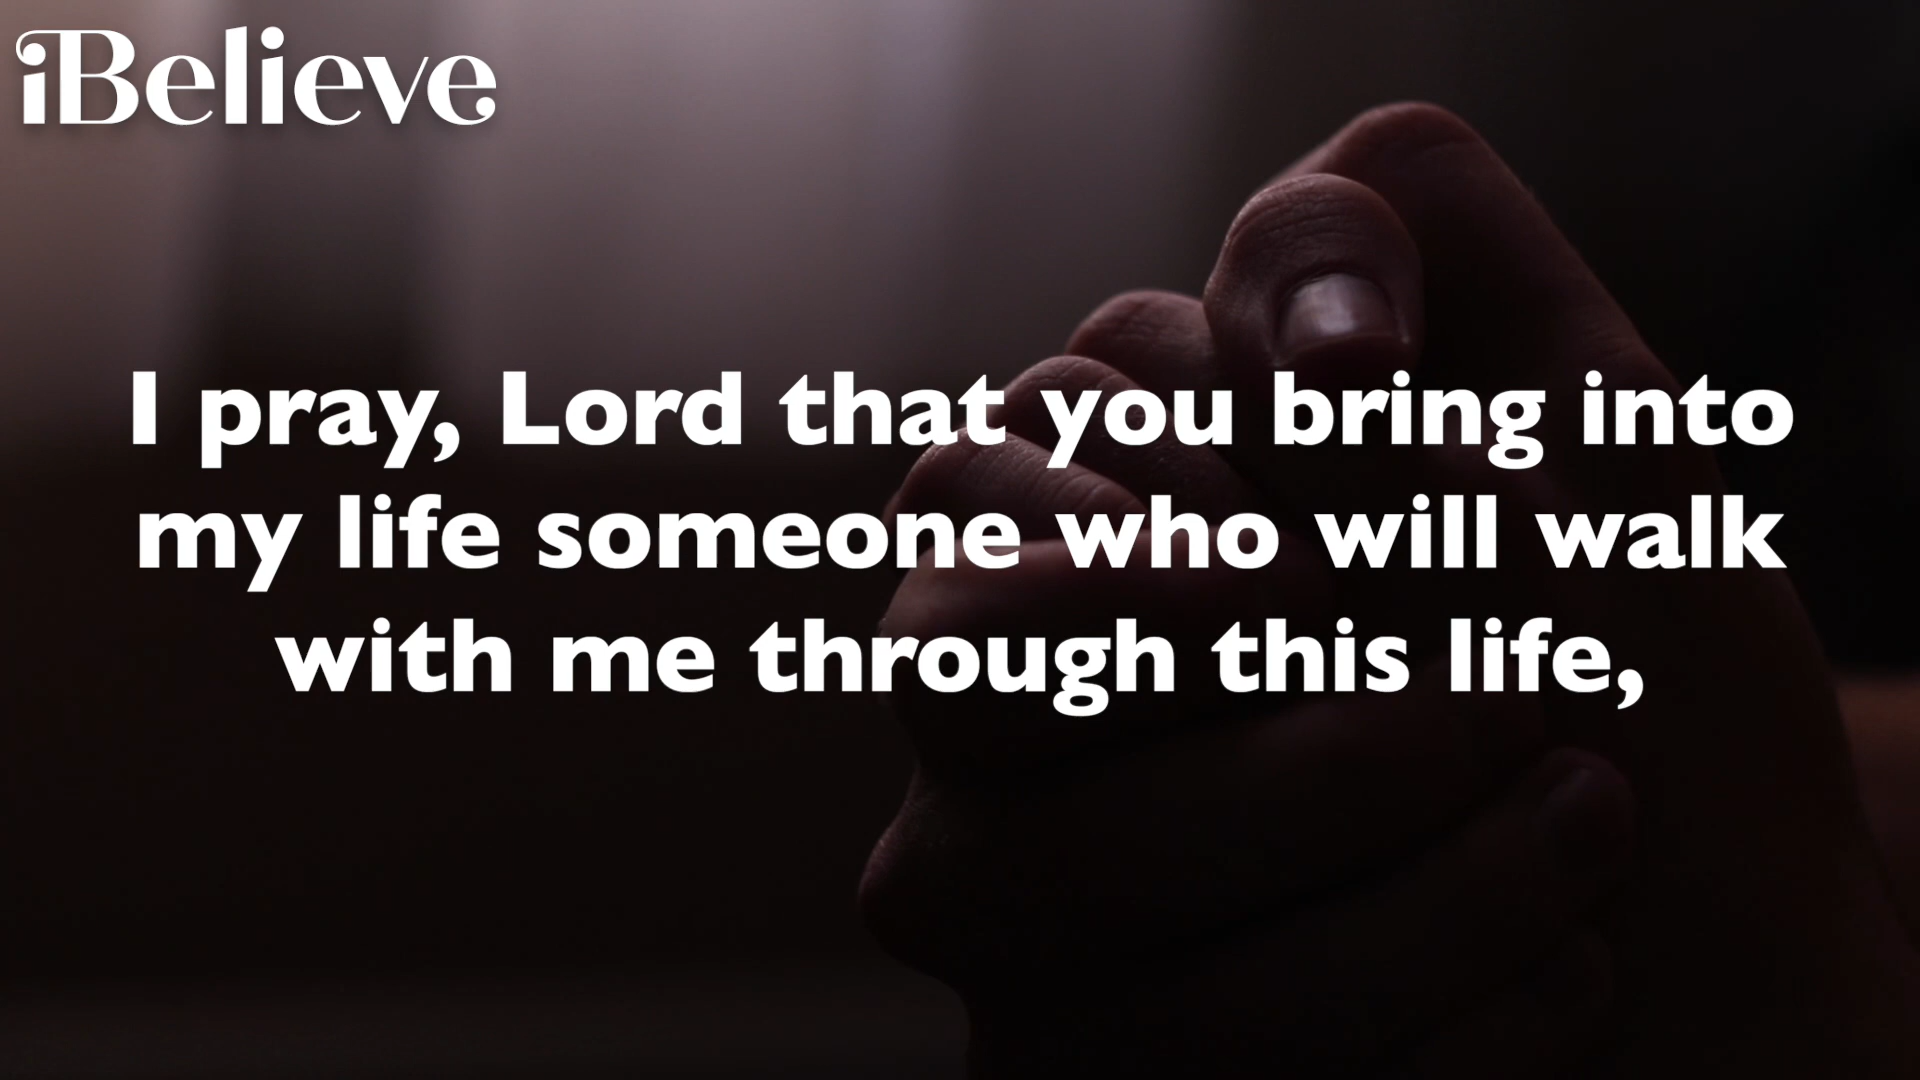 iBelieve
I pray, Lord that you bring into
my life someone who will walk
with me through this life,